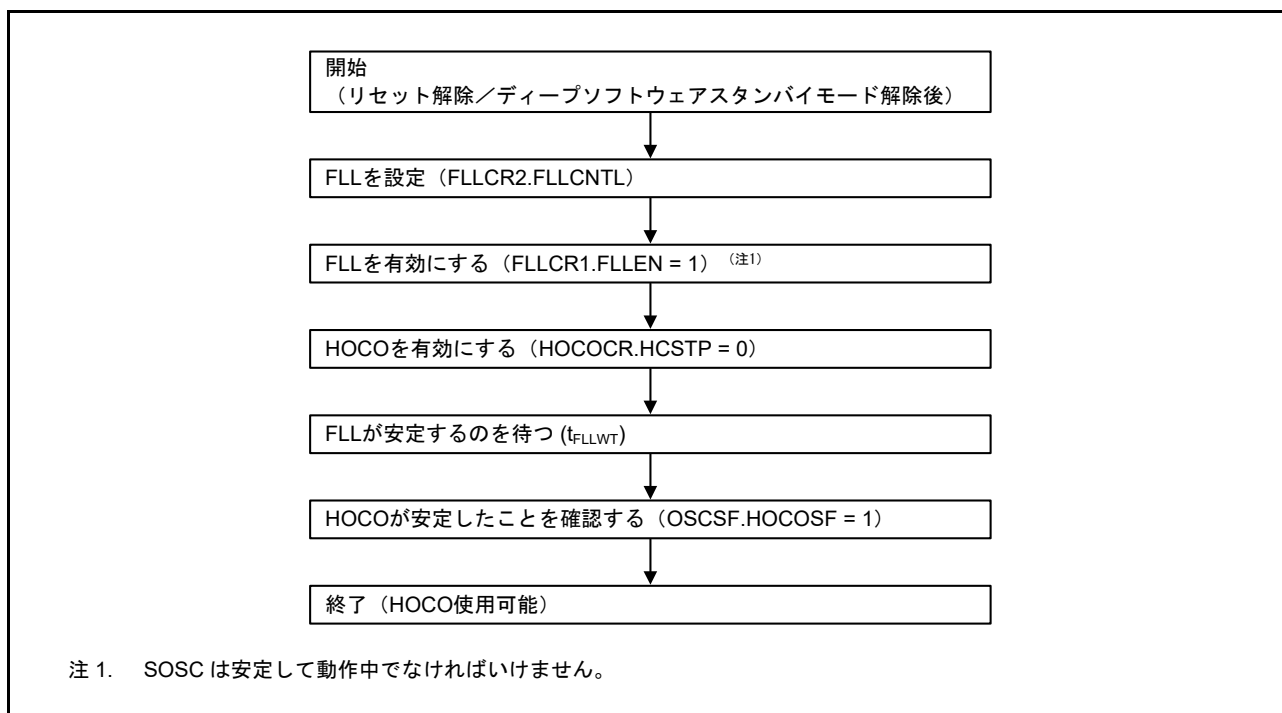 開始
（リセット解除／ディープソフトウェアスタンバイモード解除後）
FLLを設定（FLLCR2.FLLCNTL）
FLLを有効にする（FLLCR1.FLLEN = 1）（注1）
HOCOを有効にする（HOCOCR.HCSTP = 0）
FLLが安定するのを待つ (tFLLWT)
HOCOが安定したことを確認する（OSCSF.HOCOSF = 1）
終了（HOCO使用可能）
注 1. SOSC は安定して動作中でなければいけません。